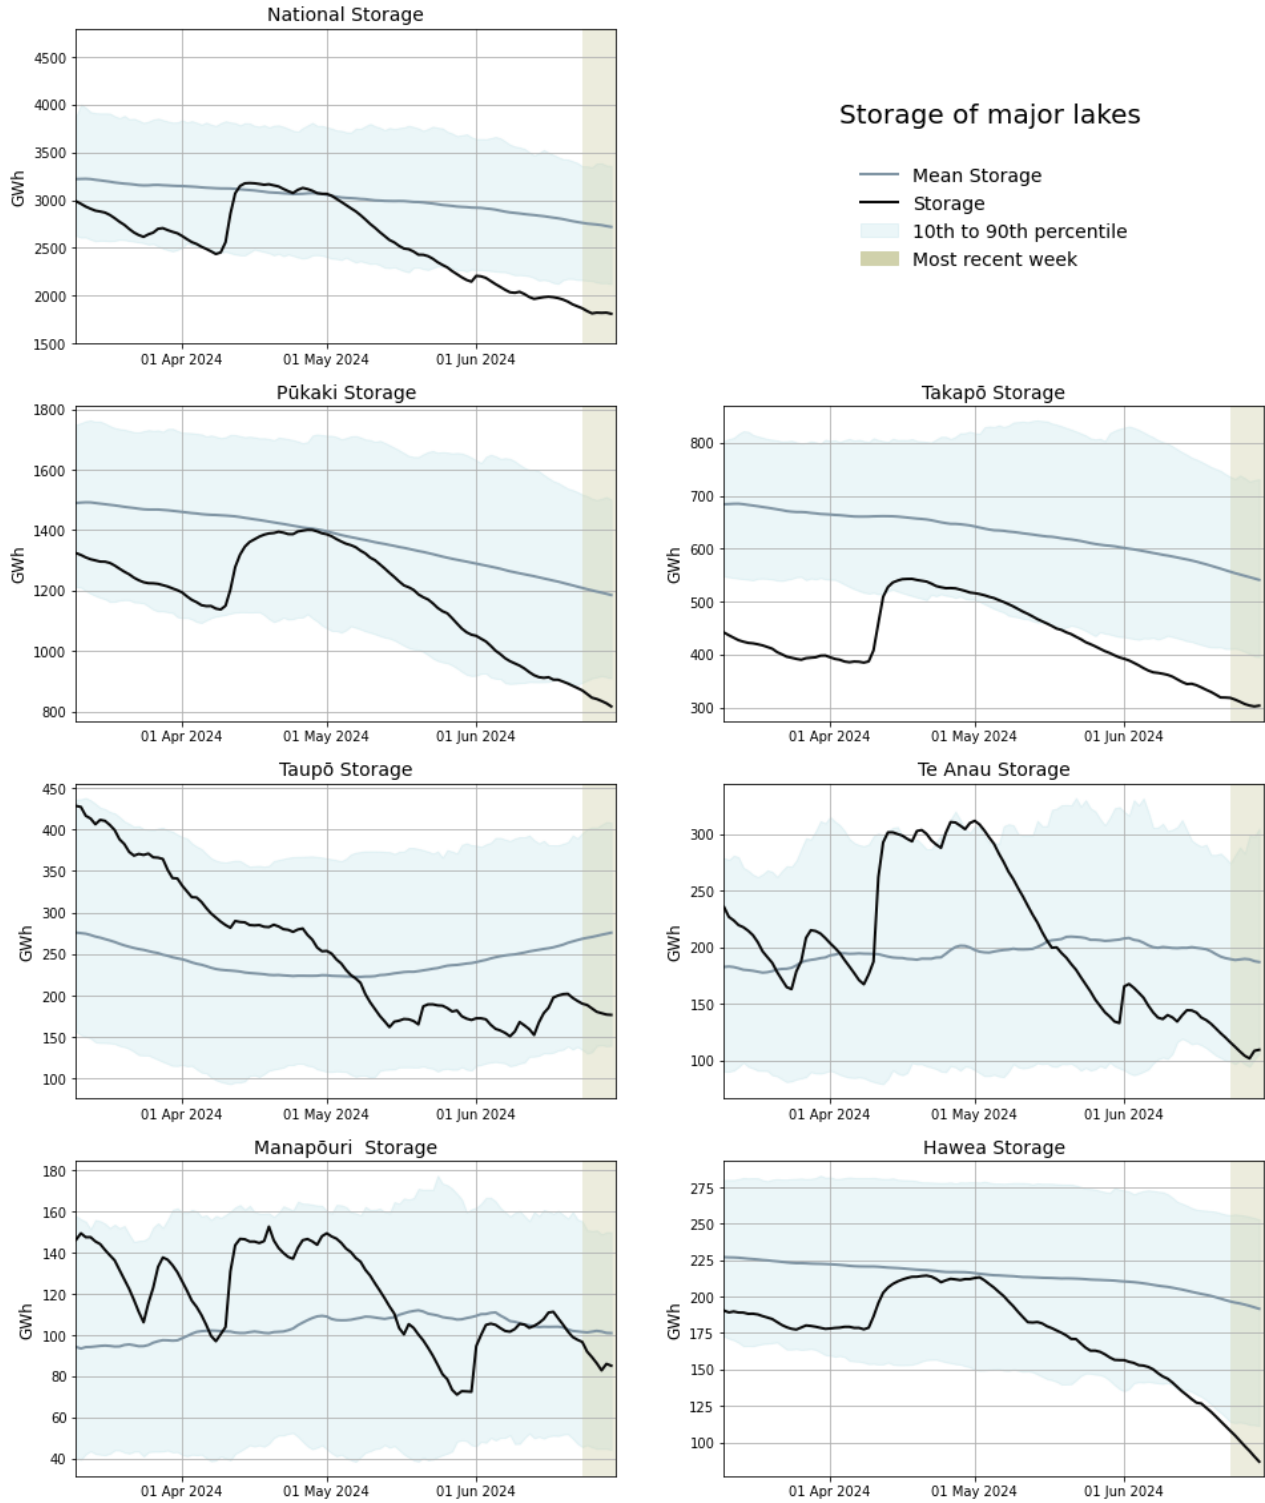 National Storage
GWh
4500
4000
3500
3000
2500
2000
1500
01 Apr 2024 01 May 2024 01 Jun 2024
Storage of major lakes
Mean Storage
Storage
10th to 90th percentile
Most recent week
Pūkaki Storage
GWh
1800
1600
1400
1200
1000
800
01 Apr 2024 01 May 2024 01 Jun 2024
Takapō Storage
GWh
800
700
600
500
400
300
01 Apr 2024 01 May 2024 01 Jun 2024
Taupō Storage
GWh
450
400
350
300
250
200
150
100
01 Apr 2024 01 May 2024 01 Jun 2024
Te Anau Storage
GWh
300
250
200
150
100
01 Apr 2024 01 May 2024 01 Jun 2024
Manapōuri  Storage
GWh
180
160
140
120
100
80
60
40
01 Apr 2024 01 May 2024 01 Jun 2024
Hawea Storage
GWh
275
250
225
200
175
150
125
100
01 Apr 2024 01 May 2024 01 Jun 2024